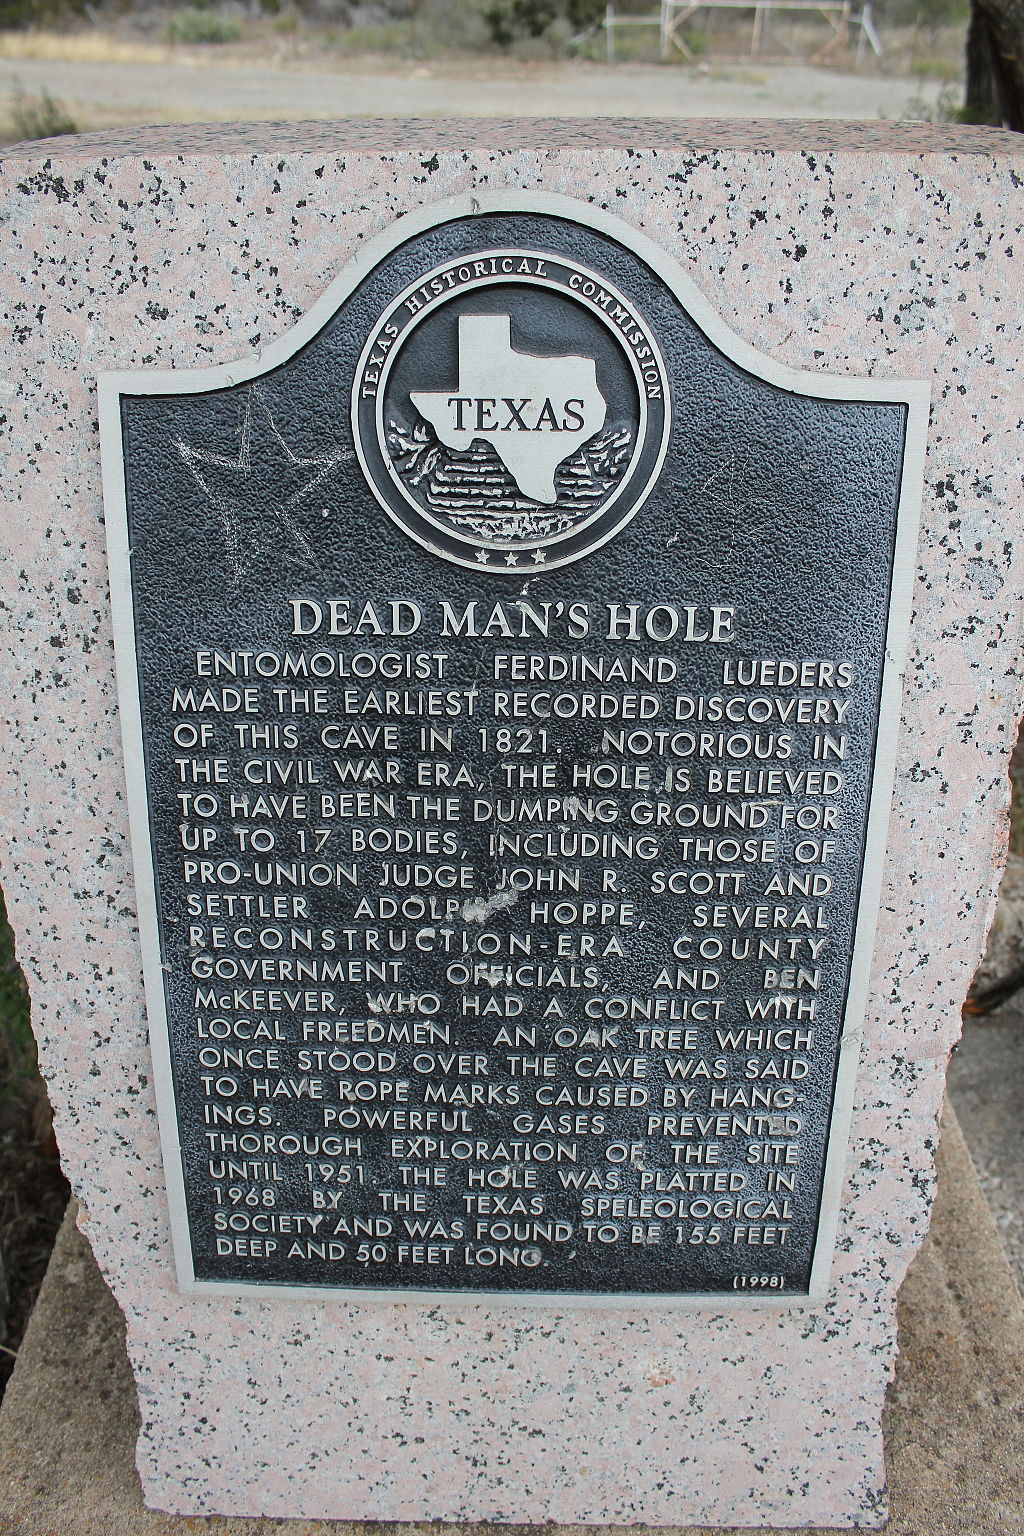 TEXAS HISTORICAL COMMISSION
TEXAS
DEAD MAN'S HOLE
ENTOMOLOGIST FERDINAND LUEDERS
MADE THE EARLIEST RECORDED DISCOVERY
OF THIS CAVE IN 1821. NOTORIOUS IN
THE CIVIL WAR ERA, THE HOLE IS BELIEVED
TO HAVE BEEN THE DUMPING GROUND FOR
UP TO 17 BODIES, INCLUDING THOSE OF
PRO-UNION JUDGE JOHN R. SCOTT AND
SETTLER ADOLPH HOPPE, SEVERAL
RECONSTRUCTION-ERA COUNTY
GOVERNMENT OFFICIALS, AND BEN
McKEEVER, WHO HAD A CONFLICT WITH
LOCAL FREEDMEN. AN OAK TREE WHICH
ONCE STOOD OVER THE CAVE WAS SAID
TO HAVE ROPE MARKS CAUSED BY HANG-
INGS. POWERFUL GASES PREVENTED
THOROUGH EXPLORATION OF THE SITE
UNTIL 1951. THE HOLE WAS PLATTED IN
1968 BY THE TEXAS SPELEOLOGICAL
SOCIETY AND WAS FOUND TO BE 155 FEET
DEEP AND 50 FEET LONG.
(1998)